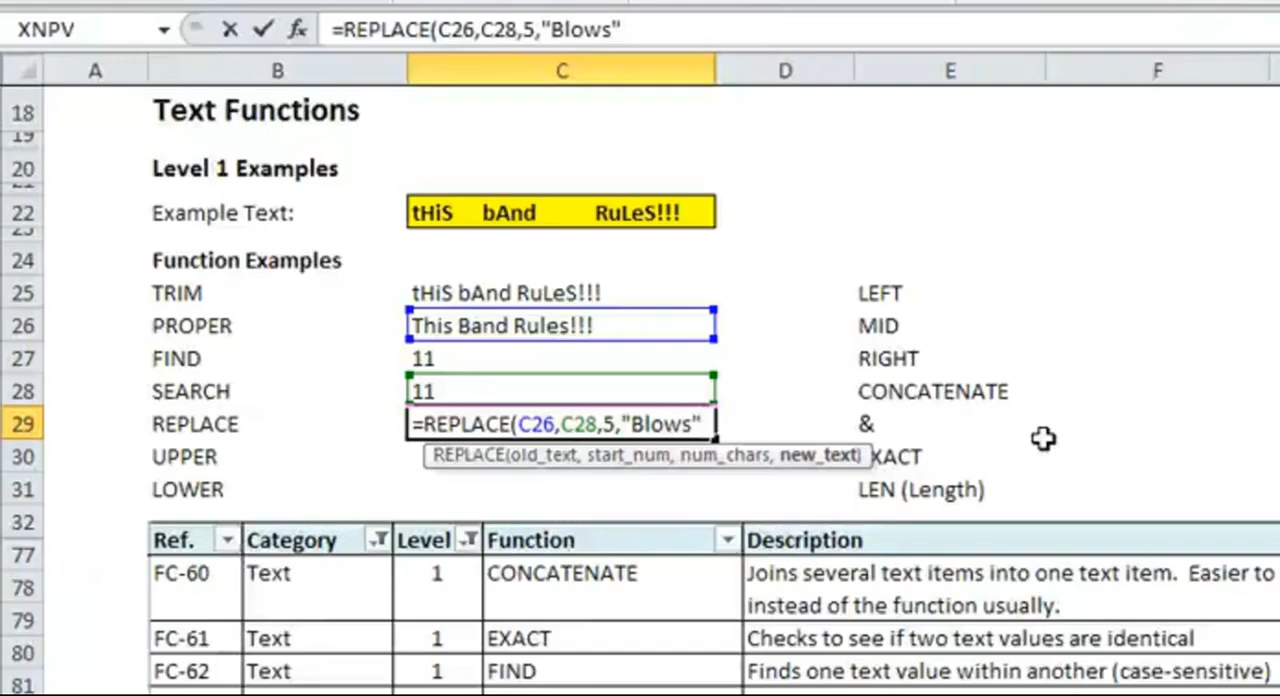 XNPV =REPLACE(C26,C28,5,"Blows"
A B C D E F
18 Text Functions
19
20 Level 1 Examples
22 Example Text: tHiS bAnd RuLeS!!!
23
24 Function Examples
25 TRIM tHiS bAnd RuLeS!!! LEFT
26 PROPER This Band Rules!!! MID
27 FIND 11 RIGHT
28 SEARCH 11 CONCATENATE
29 REPLACE =REPLACE(C26,C28,5,"Blows" &
REPLACE(old_text, start_num, num_chars, new_text)
30 UPPER XACT
31 LOWER LEN (Length)
32 Ref. Category Level Function Description
77
78 FC-60 Text 1 CONCATENATE Joins several text items into one text item. Easier to
79 instead of the function usually.
80 FC-61 Text 1 EXACT Checks to see if two text values are identical
81 FC-62 Text 1 FIND Finds one text value within another (case-sensitive)